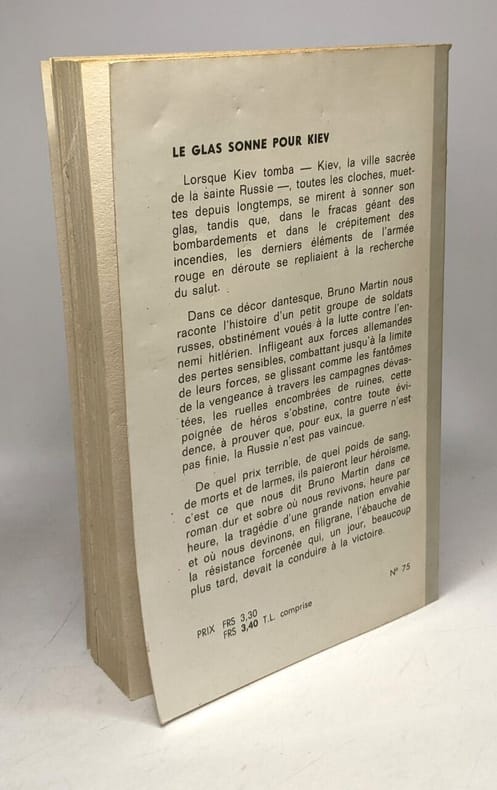 LE GLAS SONNE POUR KIEV
Lorsque Kiev tomba — Kiev, la ville sacrée
de la sainte Russie —, toutes les cloches, muet-
tes depuis longtemps, se mirent à sonner son
glas, tandis que, dans le fracas géant des
bombardements et dans le crépitement des
incendies, les derniers éléments de l'armée
rouge en déroute se repliaient à la recherche
du salut.
Dans ce décor dantesque, Bruno Martin nous
raconte l'histoire d'un petit groupe de soldats
russes, obstinément voués à la lutte contre l'en-
nemi hitlérien. Infligeant aux forces allemandes
des pertes sensibles, combattant jusqu'à la limite
de leurs forces, se glissant comme les fantômes
de la vengeance à travers les campagnes dévas-
tées, les ruelles encombrées de ruines, cette
poignée de héros s'obstine, contre toute évi-
dence, à prouver que, pour eux, la guerre n'est
pas finie, la Russie n'est pas vaincue.
De quel prix terrible, de quel poids de sang,
de morts et de larmes, ils paieront leur héroïsme,
c'est ce que nous dit Bruno Martin dans ce
roman dur et sobre où nous revivons, heure par
heure, la tragédie d'une grande nation envahie
et où nous devinons, en filigrane, l'ébauche de
la résistance forcenée qui, un jour, beaucoup
plus tard, devait la conduire à la victoire.
N° 75
PRIX FRS 3,30
FRS 3,40 T.L. comprise